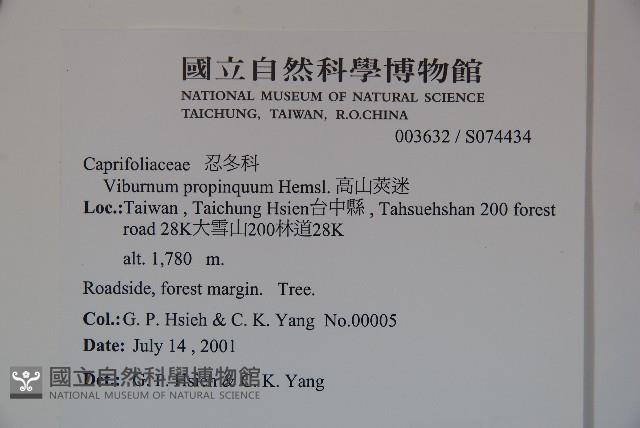 國立自然科學博物館
NATIONAL MUSEUM OF NATURAL SCIENCE
TAICHUNG, TAIWAN, R.O.CHINA
003632 / S074434
Caprifoliaceae 忍冬科
Viburnum propinquum Hemsl. 高山莢迷
Loc.:Taiwan , Taichung Hsien台中縣 , Tahsuehshan 200 forest
road 28K大雪山200林道28K
alt. 1,780 m.
Roadside, forest margin. Tree.
Col.:G. P. Hsieh & C. K. Yang No.00005
Date: July 14 , 2001
Det.: G. P. Hsieh & C. K. Yang
國立自然科學博物館
NATIONAL MUSEUM OF NATURAL SCIENCE